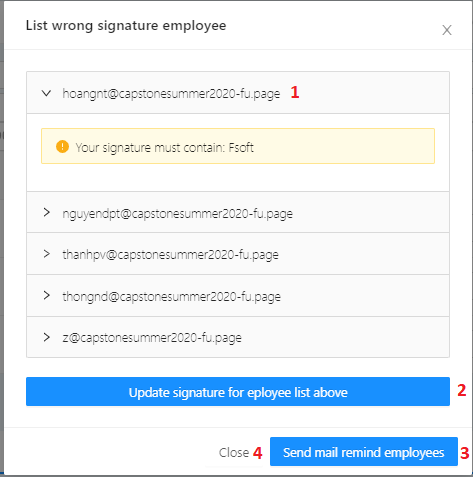 List wrong signature employee
hoangnt@capstonesummer2020-fu.page 1
Your signature must contain: Fsoft
nguyendpt@capstonesummer2020-fu.page
thanhpv@capstonesummer2020-fu.page
thongnd@capstonesummer2020-fu.page
z@capstonesummer2020-fu.page
Update signature for eployee list above 2
Close 4 Send mail remind employees 3